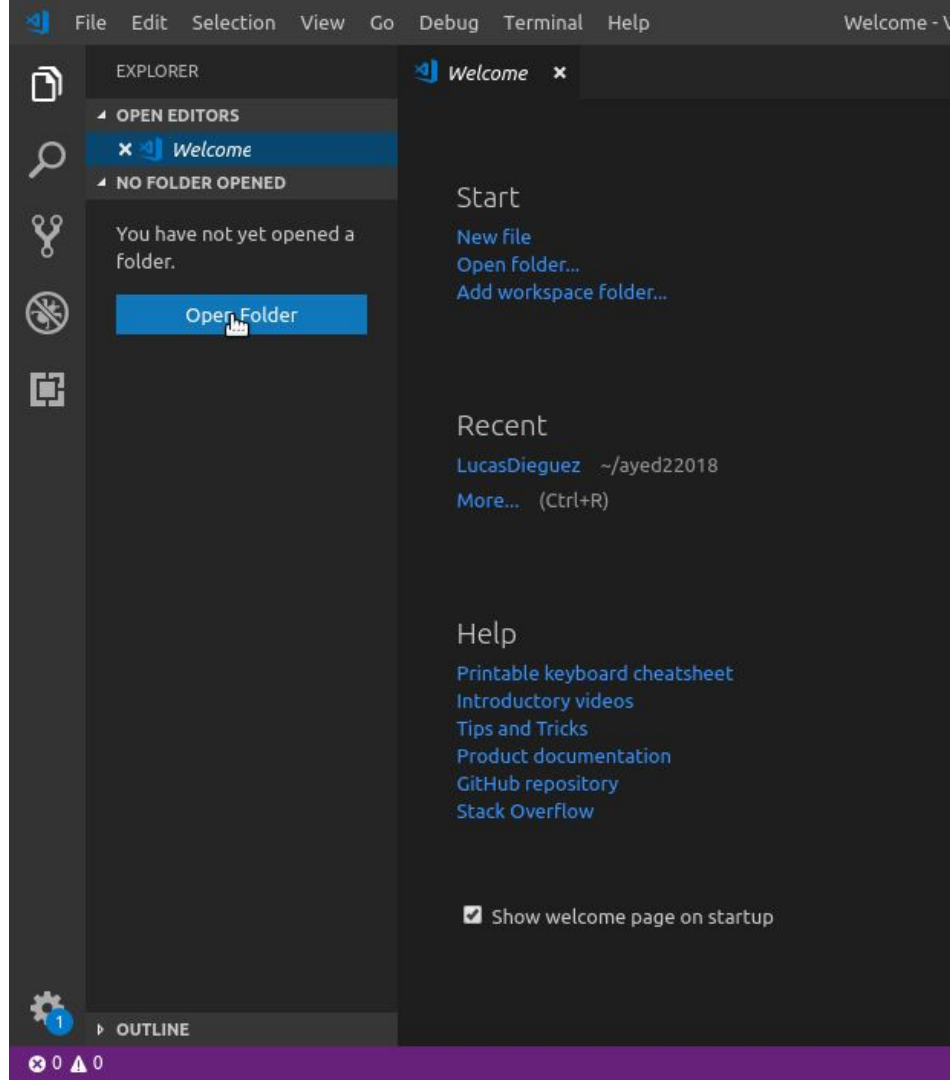 File Edit Selection View Go Debug Terminal Help Welcome - V
EXPLORER
OPEN EDITORS
Welcome
NO FOLDER OPENED
You have not yet opened a
folder.
Open Folder
OUTLINE
Welcome
Start
New file
Open folder...
Add workspace folder...
Recent
LucasDieguez ~/ayed22018
More... (Ctrl+R)
Help
Printable keyboard cheatsheet
Introductory videos
Tips and Tricks
Product documentation
GitHub repository
Stack Overflow
Show welcome page on startup
1
0 0